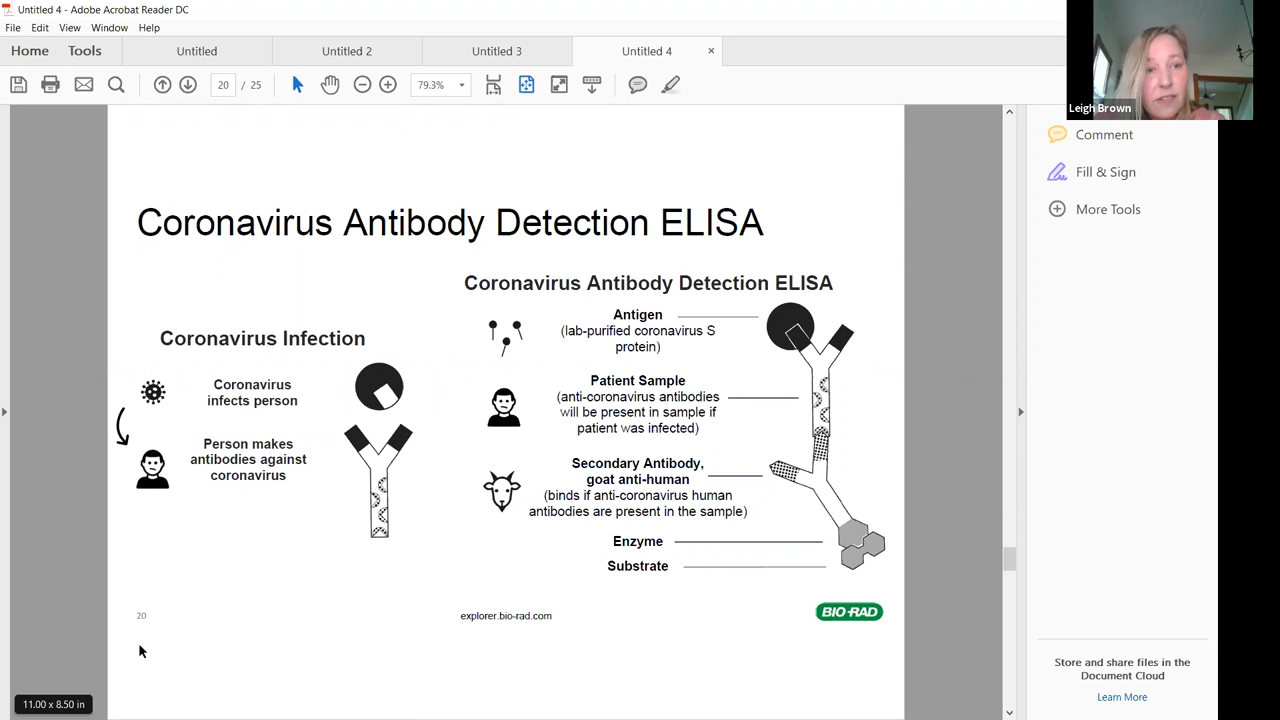 Untitled 4 - Adobe Acrobat Reader DC
File Edit View Window Help
Home Tools Untitled Untitled 2 Untitled 3 Untitled 4 ×
20 / 25 79.3%
Leigh Brown
Comment
Fill & Sign
More Tools
Coronavirus Antibody Detection ELISA
Coronavirus Infection
Coronavirus
infects person
Person makes
antibodies against
coronavirus
Coronavirus Antibody Detection ELISA
Antigen
(lab-purified coronavirus S
protein)
Patient Sample
(anti-coronavirus antibodies
will be present in sample if
patient was infected)
Secondary Antibody,
goat anti-human
(binds if anti-coronavirus human
antibodies are present in the sample)
Enzyme
Substrate
20
explorer.bio-rad.com
BIO-RAD
Store and share files in the
Document Cloud
Learn More
11.00 x 8.50 in